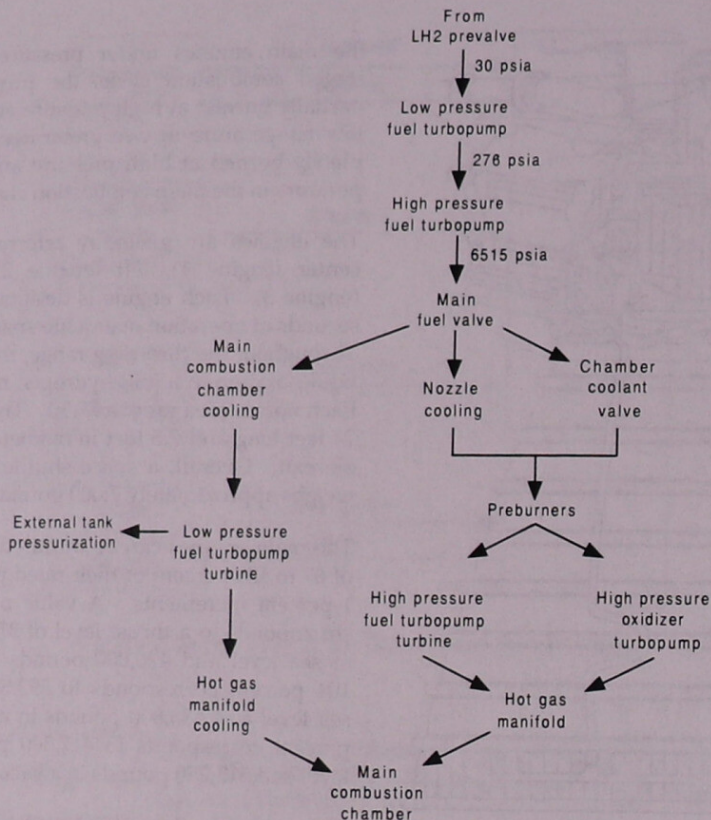 From
LH2 prevalve
30 psia
Low pressure
fuel turbopump
276 psia
High pressure
fuel turbopump
6515 psia
Main
fuel valve
Main
combustion
chamber
cooling
Nozzle
cooling
Chamber
coolant
valve
External tank
pressurization
Low pressure
fuel turbopump
turbine
Preburners
High pressure
fuel turbopump
turbine
High pressure
oxidizer
turbopump
Hot gas
manifold
cooling
Hot gas
manifold
Main
combustion
chamber